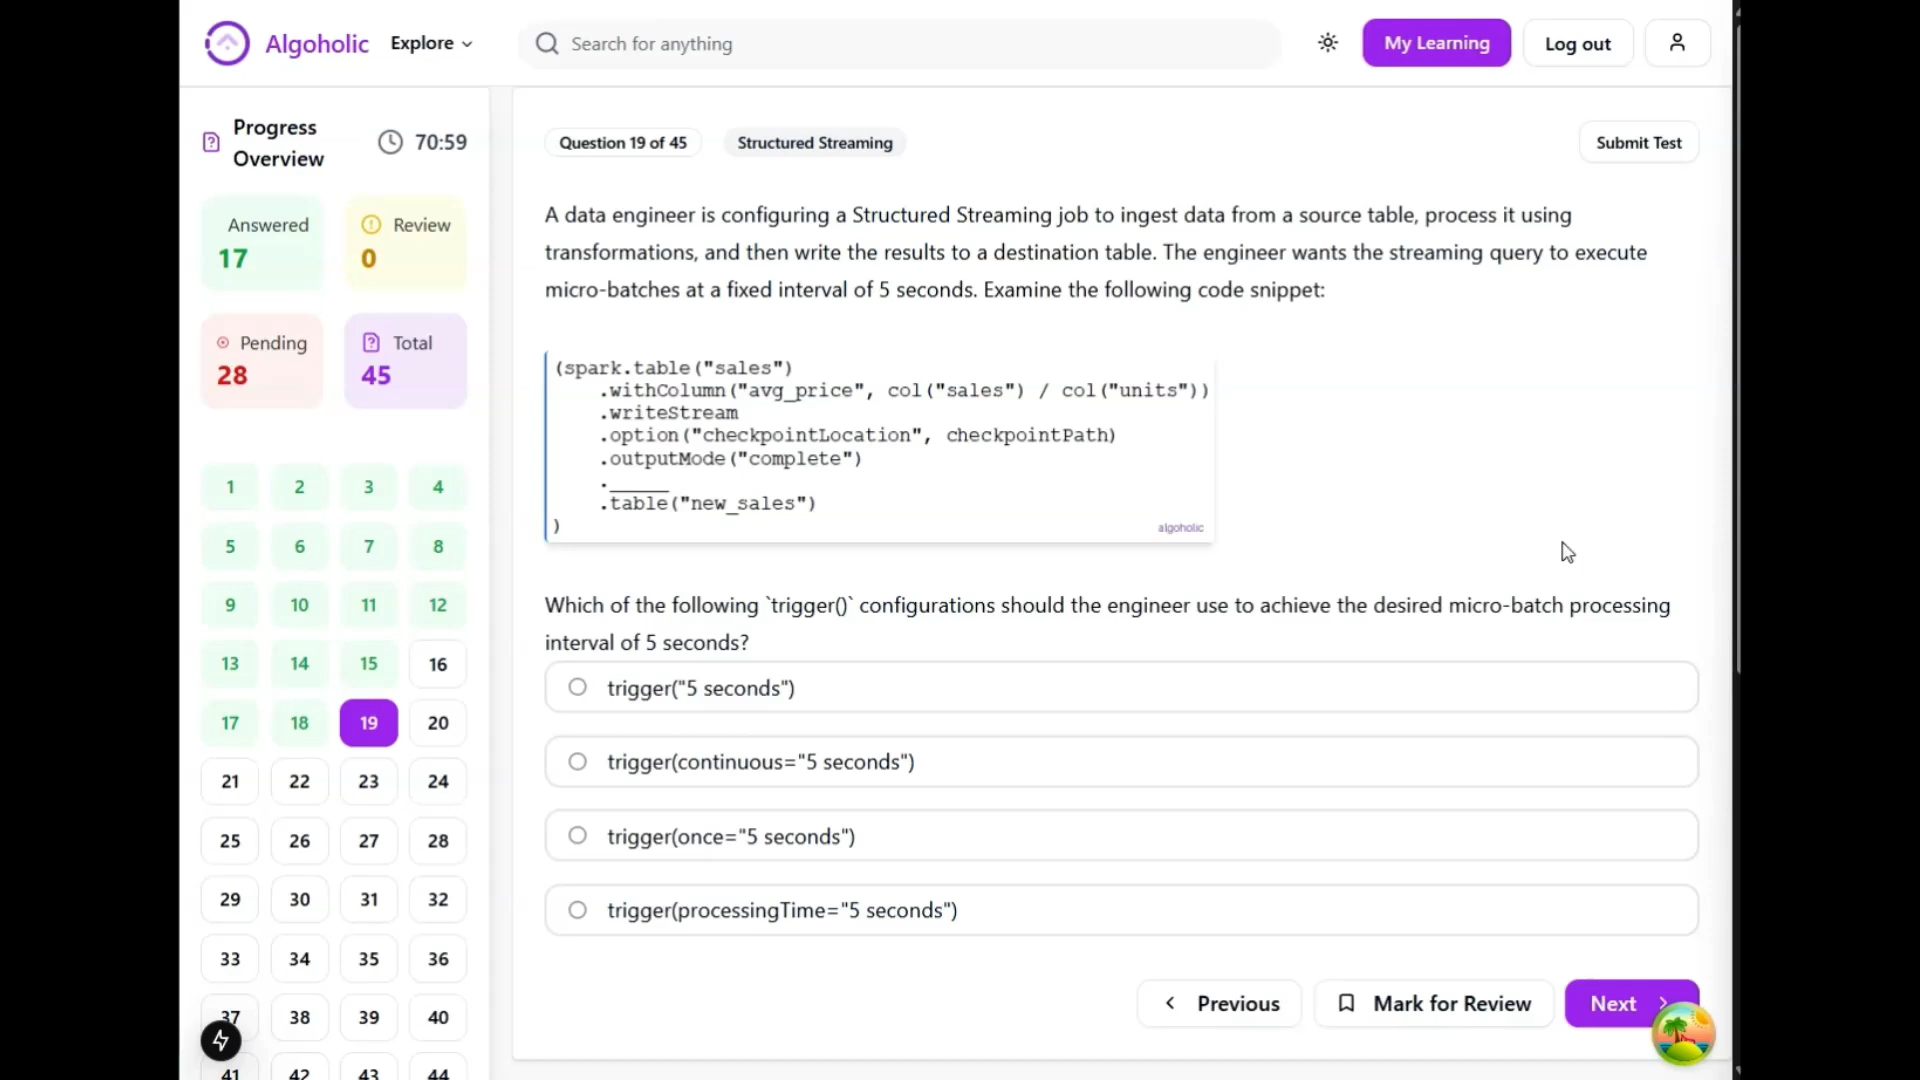 Algoholic
Explore
Search for anything
My Learning
Log out
Progress
Overview
70:59
Answered
17
Review
0
Pending
28
Total
45
1 2 3 4
5 6 7 8
9 10 11 12
13 14 15 16
17 18 19 20
21 22 23 24
25 26 27 28
29 30 31 32
33 34 35 36
37 38 39 40
41 42 43 44
Question 19 of 45
Structured Streaming
Submit Test
A data engineer is configuring a Structured Streaming job to ingest data from a source table, process it using
transformations, and then write the results to a destination table. The engineer wants the streaming query to execute
micro-batches at a fixed interval of 5 seconds. Examine the following code snippet:
(spark.table("sales")
.withColumn("avg_price", col("sales") / col("units"))
.writeStream
.option("checkpointLocation", checkpointPath)
.outputMode("complete")
._____
.table("new_sales")
)
algoholic
Which of the following `trigger()` configurations should the engineer use to achieve the desired micro-batch processing
interval of 5 seconds?
trigger("5 seconds")
trigger(continuous="5 seconds")
trigger(once="5 seconds")
trigger(processingTime="5 seconds")
Previous
Mark for Review
Next